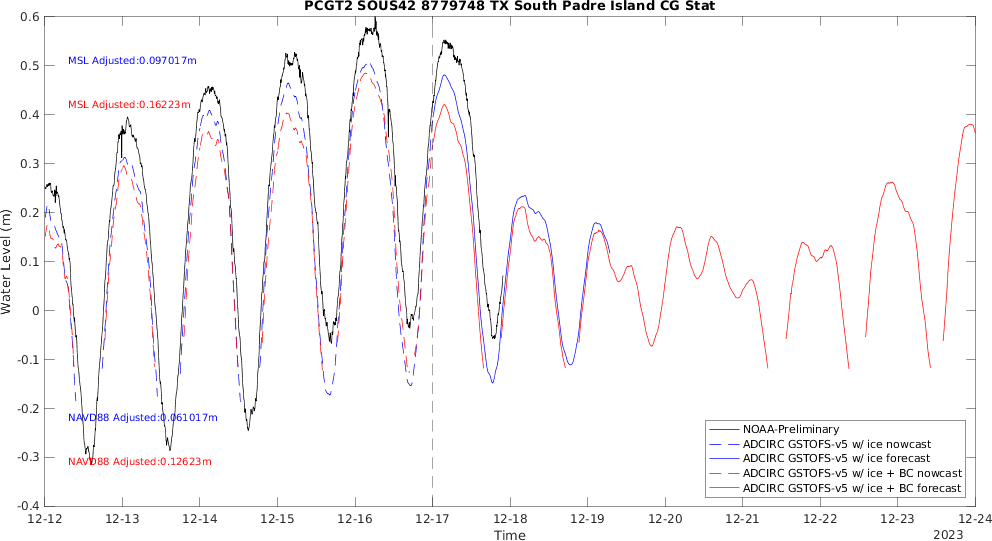 PCGT2 SOUS42 8779748 TX South Padre Island CG Stat
0.6
0.5
0.4
0.3
0.2
0.1
0
-0.1
-0.2
-0.3
-0.4
Water Level (m)
MSL Adjusted:0.097017m
MSL Adjusted:0.16223m
NAVD88 Adjusted:0.061017m
NAVD88 Adjusted:0.12623m
NOAA-Preliminary
ADCIRC GSTOFS-v5 w/ ice nowcast
ADCIRC GSTOFS-v5 w/ ice forecast
ADCIRC GSTOFS-v5 w/ ice + BC nowcast
ADCIRC GSTOFS-v5 w/ ice + BC forecast
12-12 12-13 12-14 12-15 12-16 12-17 12-18 12-19 12-20 12-21 12-22 12-23 12-24
Time
2023